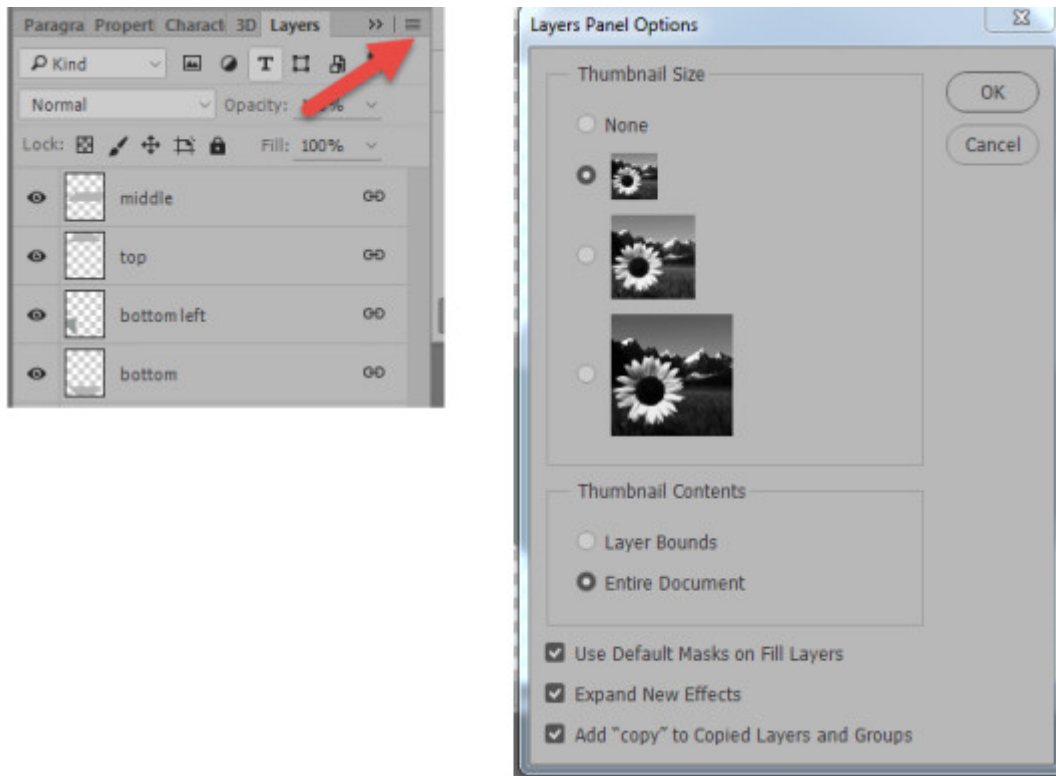 Paragra Propert Charact 3D Layers
Kind
Normal Opacity:
Lock: Fill: 100%
middle
top
bottom left
bottom
Layers Panel Options
Thumbnail Size
OK
None
Cancel
Thumbnail Contents
Layer Bounds
Entire Document
Use Default Masks on Fill Layers
Expand New Effects
Add "copy" to Copied Layers and Groups